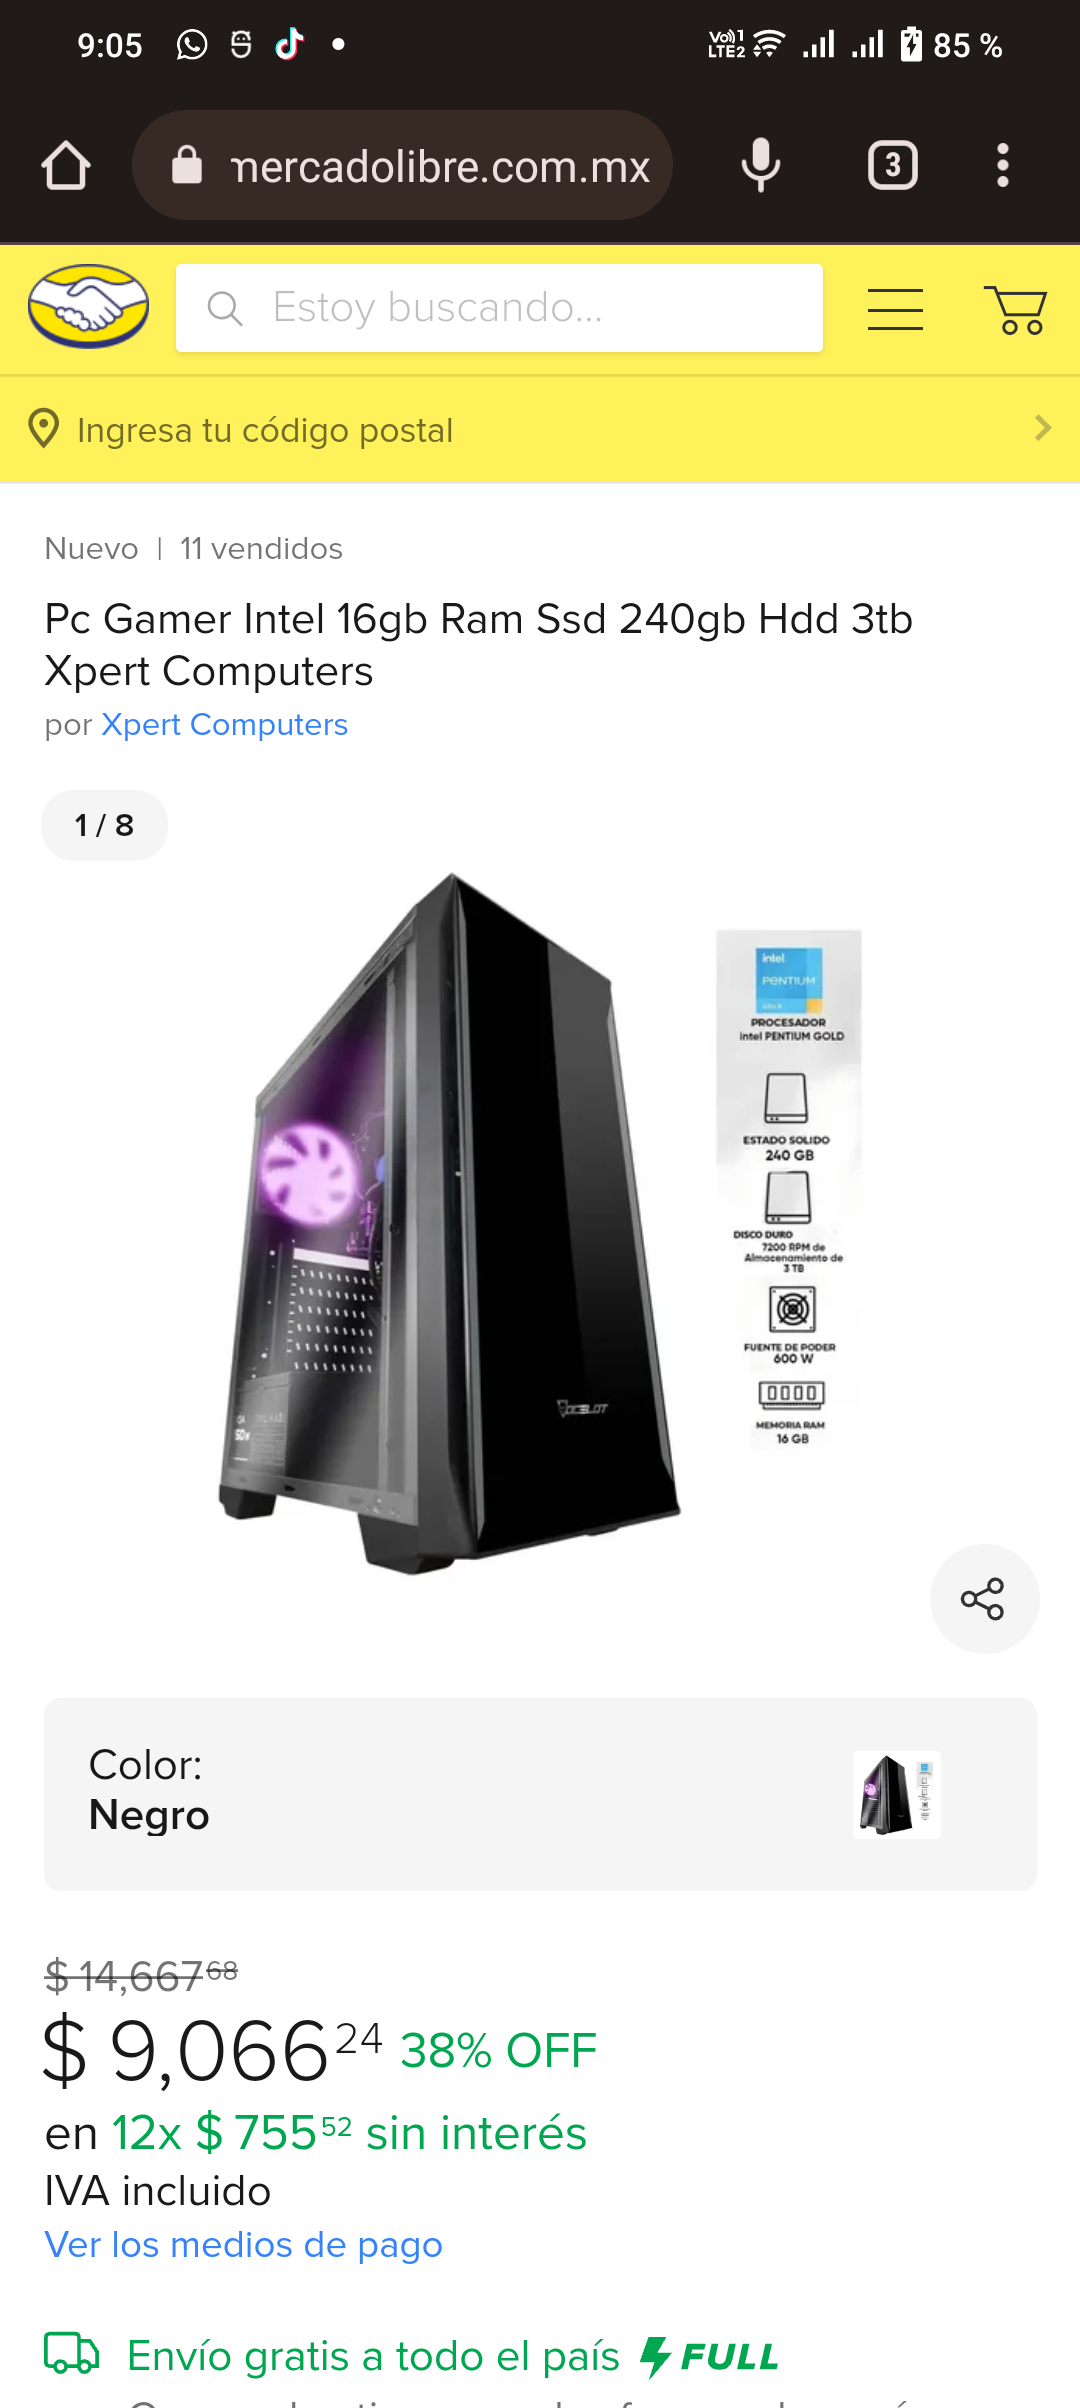 9:05
Vo)) 1
LTE2
85 %
mercadolibre.com.mx
3
Estoy buscando...
Ingresa tu código postal
Nuevo | 11 vendidos
Pc Gamer Intel 16gb Ram Ssd 240gb Hdd 3tb
Xpert Computers
por Xpert Computers
1 / 8
intel
PENTIUM
PROCESADOR
intel PENTIUM GOLD
ESTADO SOLIDO
240 GB
DISCO DURO
7200 RPM de
Almacenamiento de
3 TB
FUENTE DE PODER
600 W
MEMORIA RAM
16 GB
OCELOT
Color:
Negro
$ 14,667 68
$ 9,066 24 38% OFF
en 12x $ 755 52 sin interés
IVA incluido
Ver los medios de pago
Envío gratis a todo el país FULL